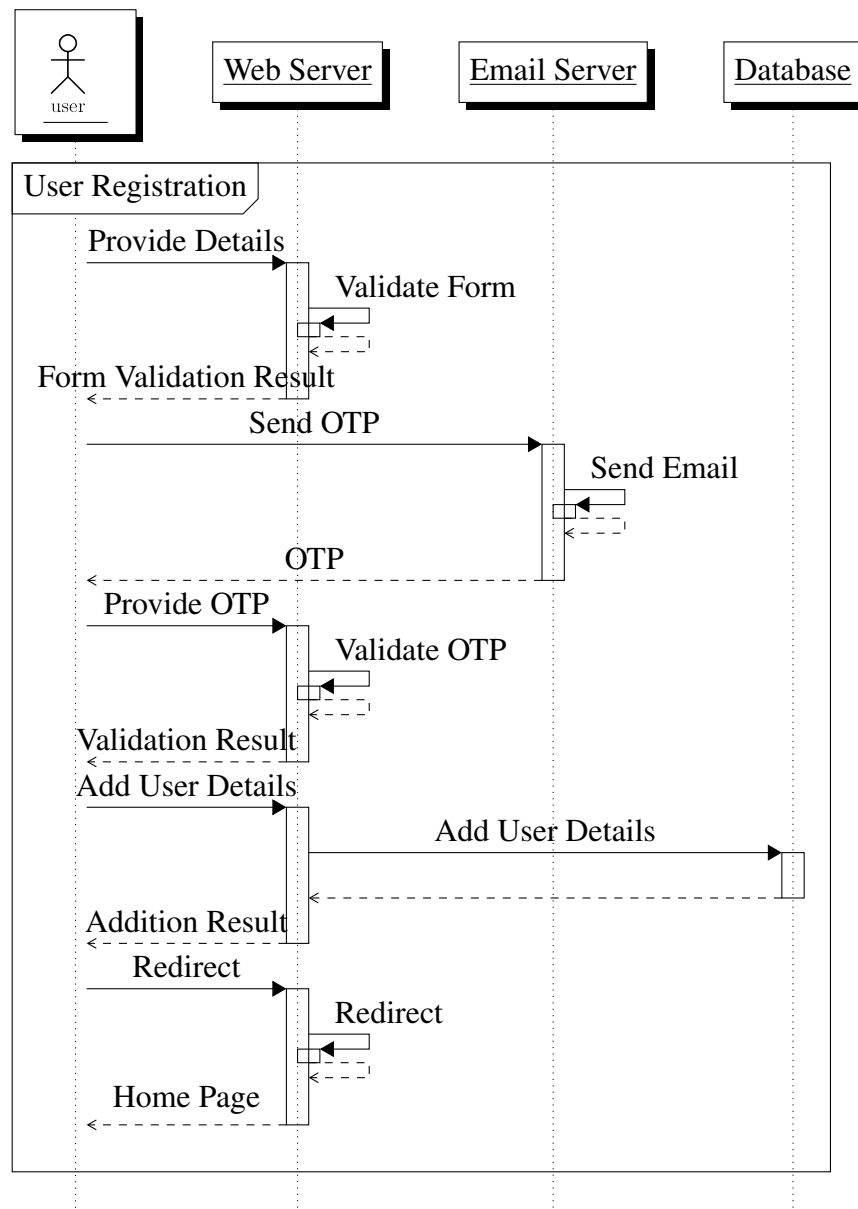 user
Web Server
Email Server
Database
User Registration
Provide Details
Validate Form
Form Validation Result
Send OTP
Send Email
OTP
Provide OTP
Validate OTP
Validation Result
Add User Details
Add User Details
Addition Result
Redirect
Redirect
Home Page